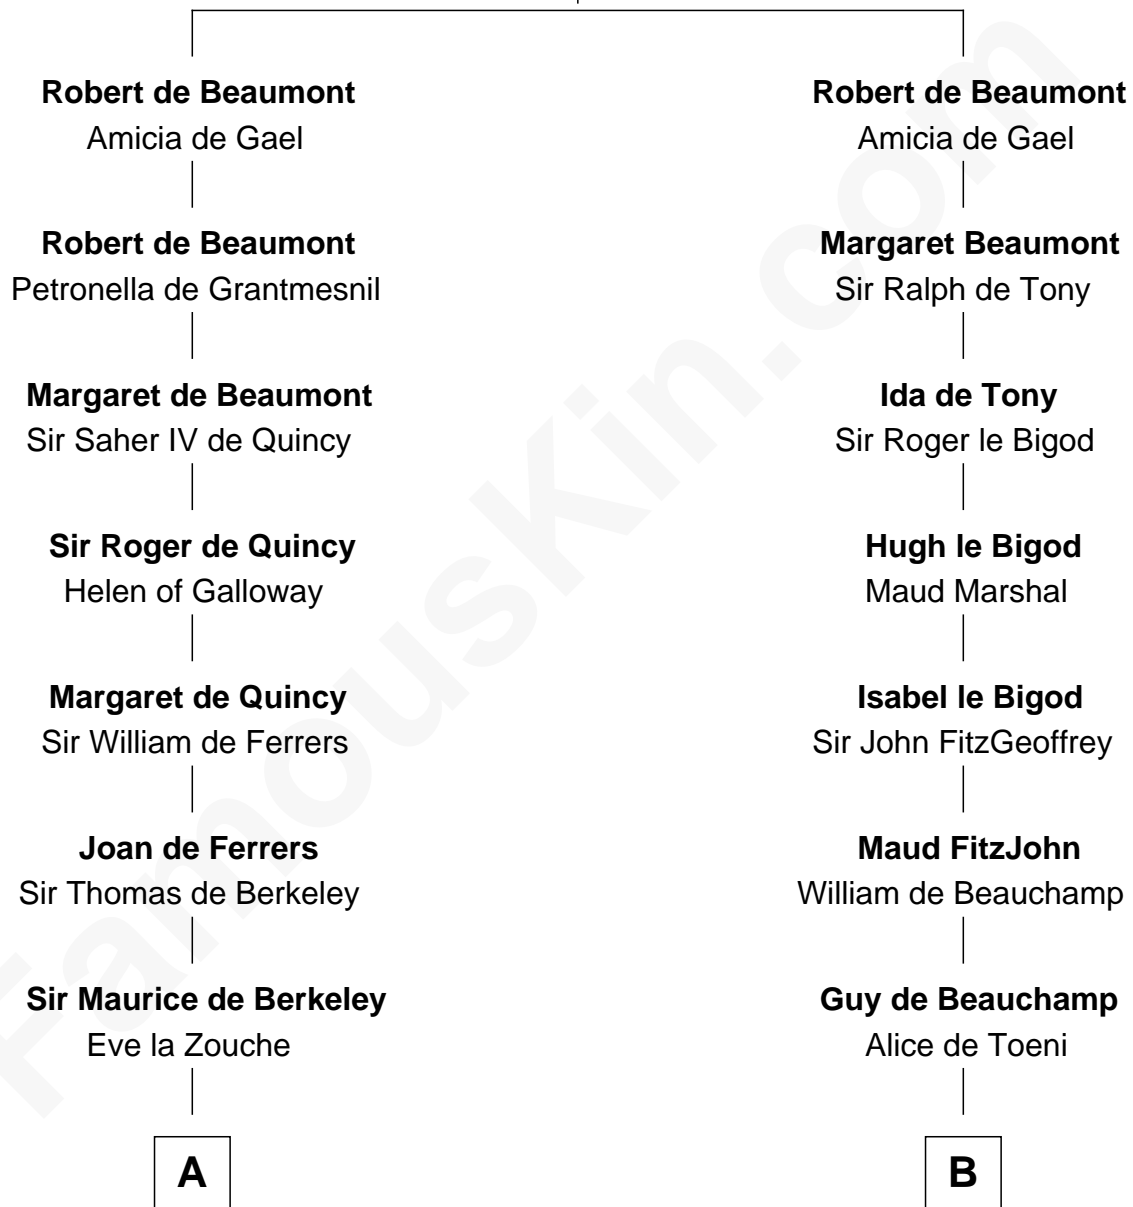 Robert de Beaumont
Amicia de Gael
Robert de Beaumont
Petronella de Grantmesnil
Margaret de Beaumont
Sir Saher IV de Quincy
Sir Roger de Quincy
Helen of Galloway
Margaret de Quincy
Sir William de Ferrers
Joan de Ferrers
Sir Thomas de Berkeley
Sir Maurice de Berkeley
Eve la Zouche
A
Robert de Beaumont
Amicia de Gael
Margaret Beaumont
Sir Ralph de Tony
Ida de Tony
Sir Roger le Bigod
Hugh le Bigod
Maud Marshal
Isabel le Bigod
Sir John FitzGeoffrey
Maud FitzJohn
William de Beauchamp
Guy de Beauchamp
Alice de Toeni
B
FamousKin.com